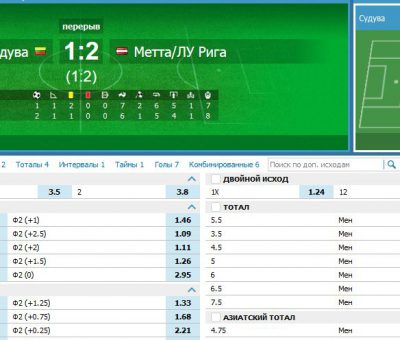 Судува
перерыв
дува 1:2 Метта/ЛУ Рига
(1:2)
1 1 2 0 0 7 2 6 5 1 7
2 1 2 0 0 6 5 4 1 1 8
2 Тоталы 4 Интервалы 1 Таймы 1 Голы 7 Комбинированные 6 Поиск по доп. исходам
ДВОЙНОЙ ИСХОД
3.5 2 3.8 1X 1.24 12
ТОТАЛ
Ф2 (+1) 1.46 5.5 Мен
Ф2 (+2.5) 1.09 3.5 Мен
Ф2 (+2) 1.11 4.5 Мен
Ф2 (+1.5) 1.26 5 Мен
Ф2 (0) 2.95 6 Мен
6.5 Мен
Ф2 (+1.25) 1.33 7.5 Мен
Ф2 (+0.75) 1.68 АЗИАТСКИЙ ТОТАЛ
Ф2 (+0.25) 2.21 4.75 Мен